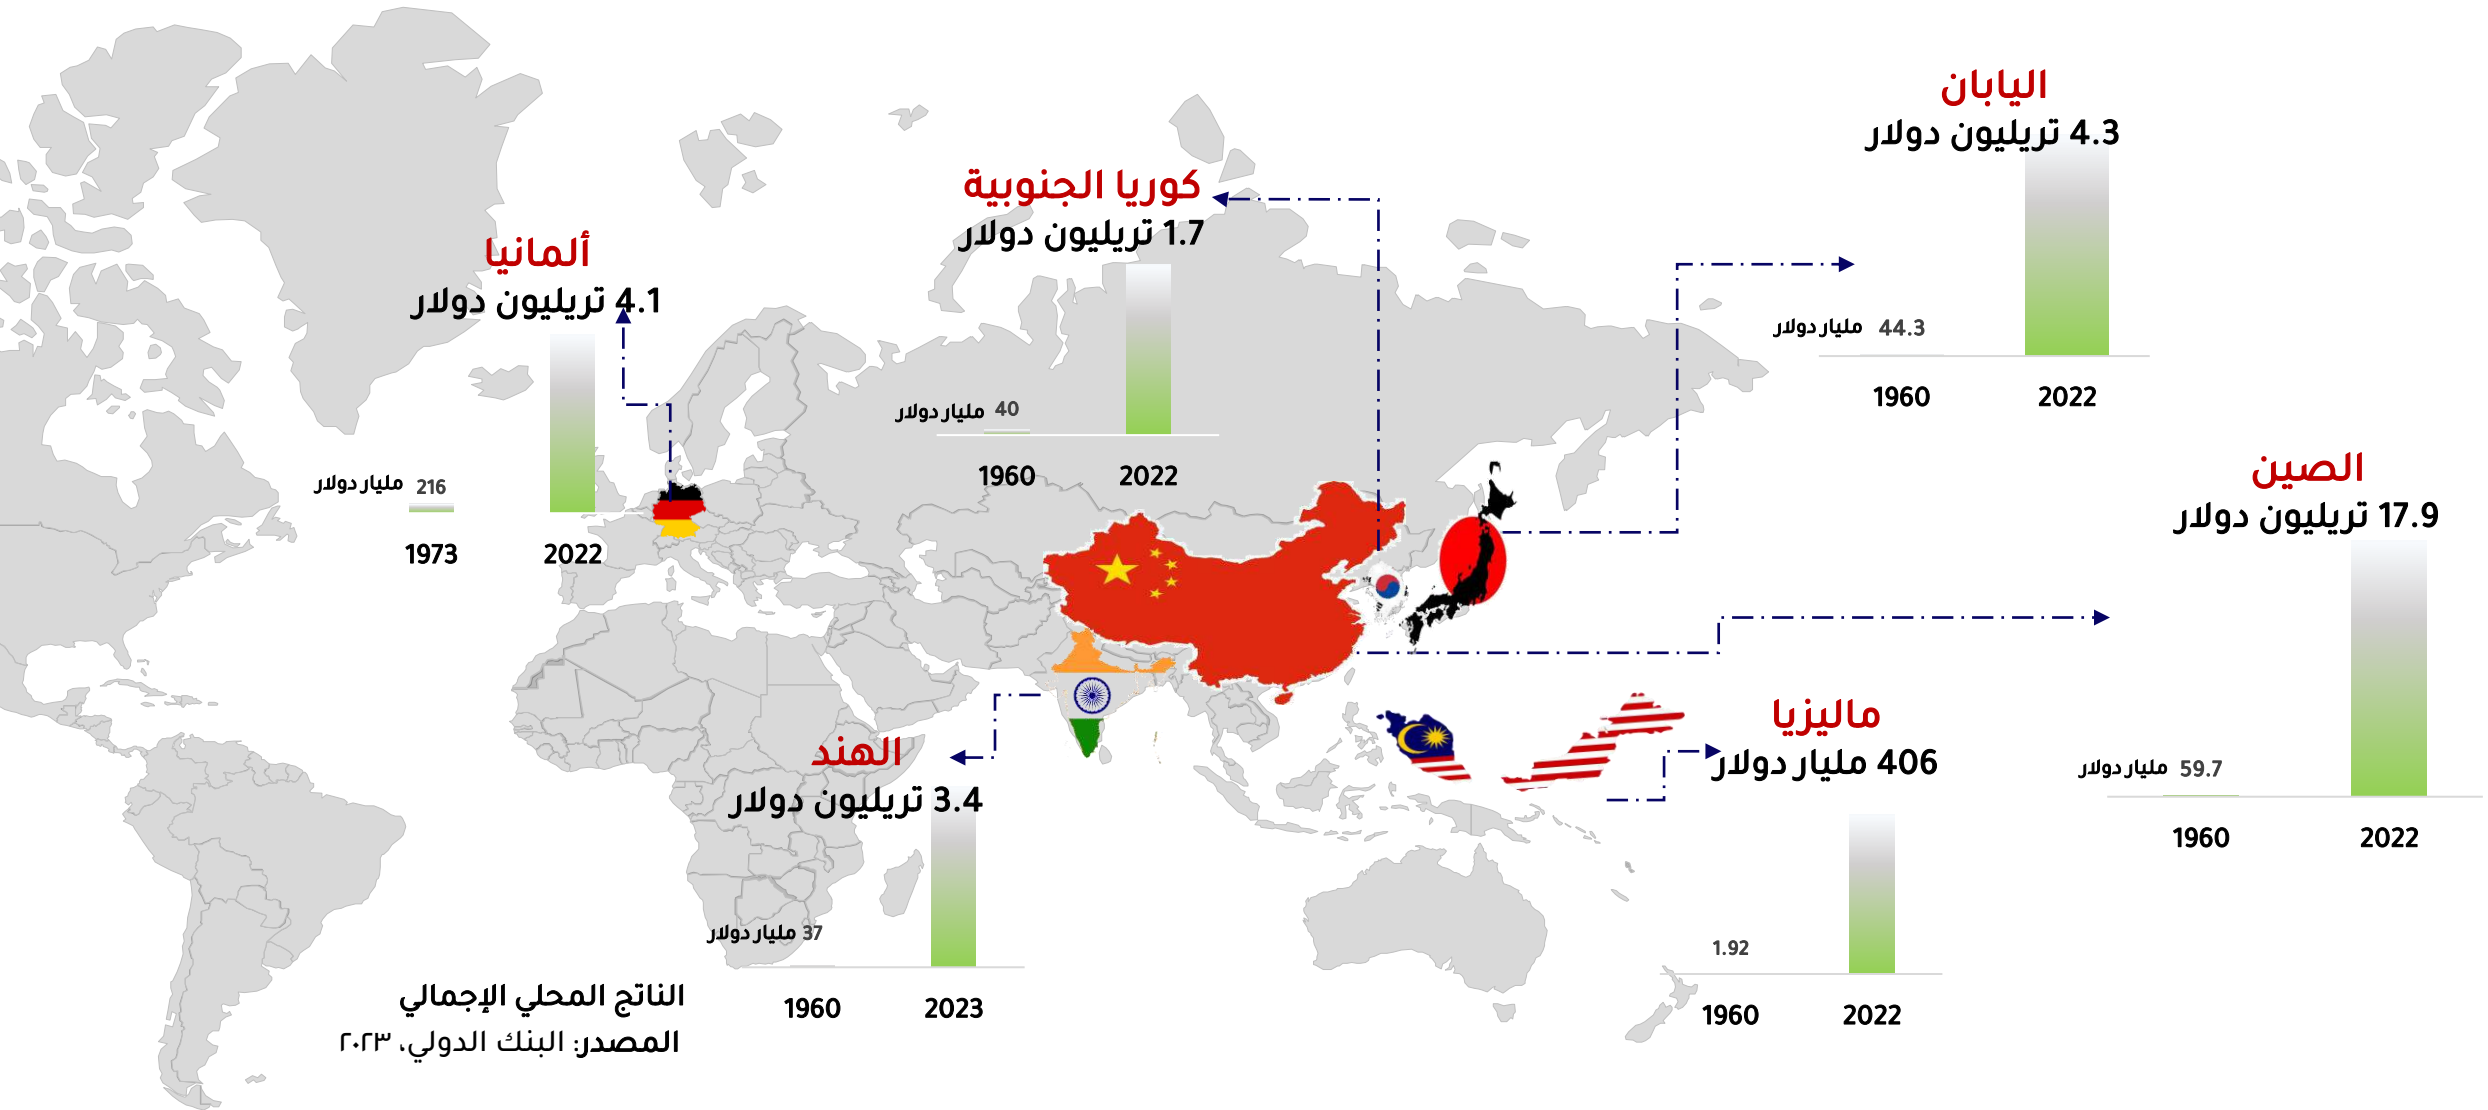 اليابان
4.3 تريليون دولار
44.3 مليار دولار
1960
2022
كوريا الجنوبية
1.7 تريليون دولار
40 مليار دولار
1960
2022
ألمانيا
4.1 تريليون دولار
216 مليار دولار
1973
2022
الصين
17.9 تريليون دولار
59.7 مليار دولار
1960
2022
ماليزيا
406 مليار دولار
1.92
1960
2022
الهند
3.4 تريليون دولار
37 مليار دولار
1960
2023
الناتج المحلي الإجمالي
المصدر: البنك الدولي، ٢٠٢٣